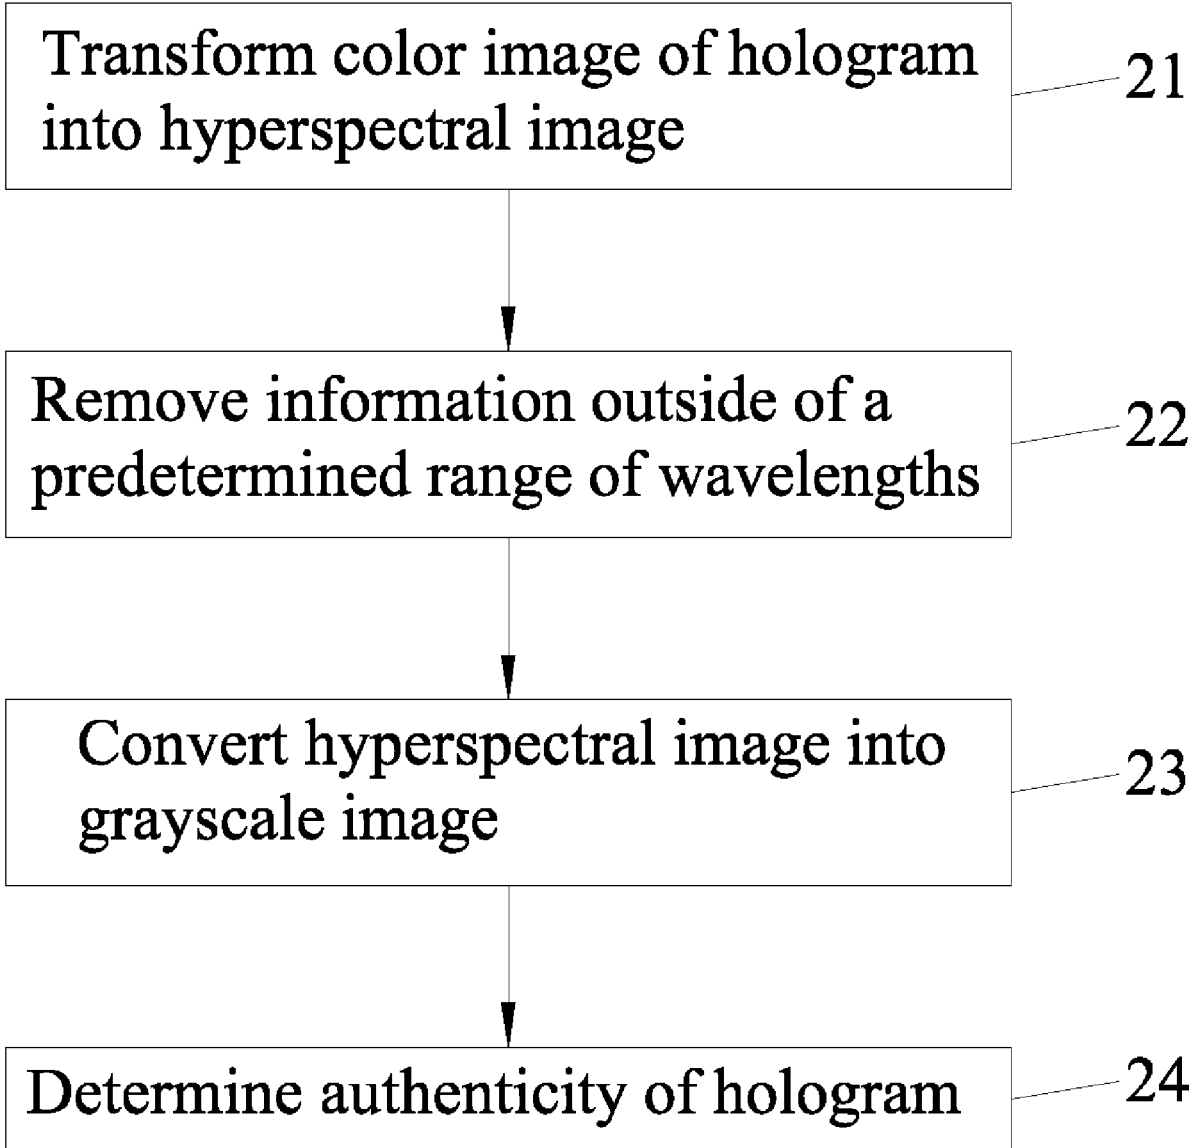 Transform color image of hologram
into hyperspectral image
21
Remove information outside of a
predetermined range of wavelengths
22
Convert hyperspectral image into
grayscale image
23
Determine authenticity of hologram
24